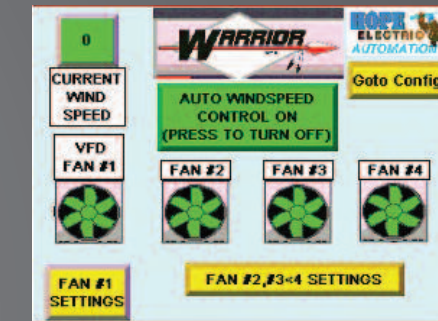 0
CURRENT
WIND
SPEED
WARRIOR
HOPE
ELECTRIC
AUTOMATION
Goto Config
AUTO WINDSPEED
CONTROL ON
(PRESS TO TURN OFF)
VFD
FAN #1
FAN #2
FAN #3
FAN #4
FAN #1
SETTINGS
FAN #2,#3<4 SETTINGS